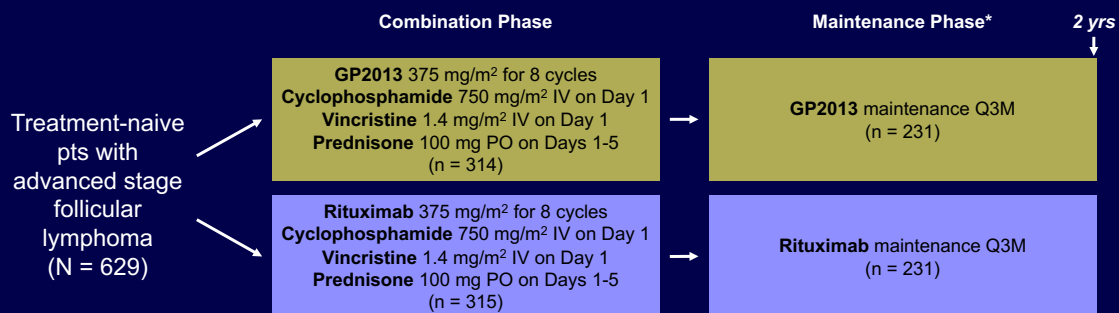 Combination Phase
Maintenance Phase*
2 yrs
Treatment-naive
pts with
advanced stage
follicular
lymphoma
(N = 629)
GP2013 375 mg/m² for 8 cycles
Cyclophosphamide 750 mg/m² IV on Day 1
Vincristine 1.4 mg/m² IV on Day 1
Prednisone 100 mg PO on Days 1-5
(n = 314)
GP2013 maintenance Q3M
(n = 231)
Rituximab 375 mg/m² for 8 cycles
Cyclophosphamide 750 mg/m² IV on Day 1
Vincristine 1.4 mg/m² IV on Day 1
Prednisone 100 mg PO on Days 1-5
(n = 315)
Rituximab maintenance Q3M
(n = 231)